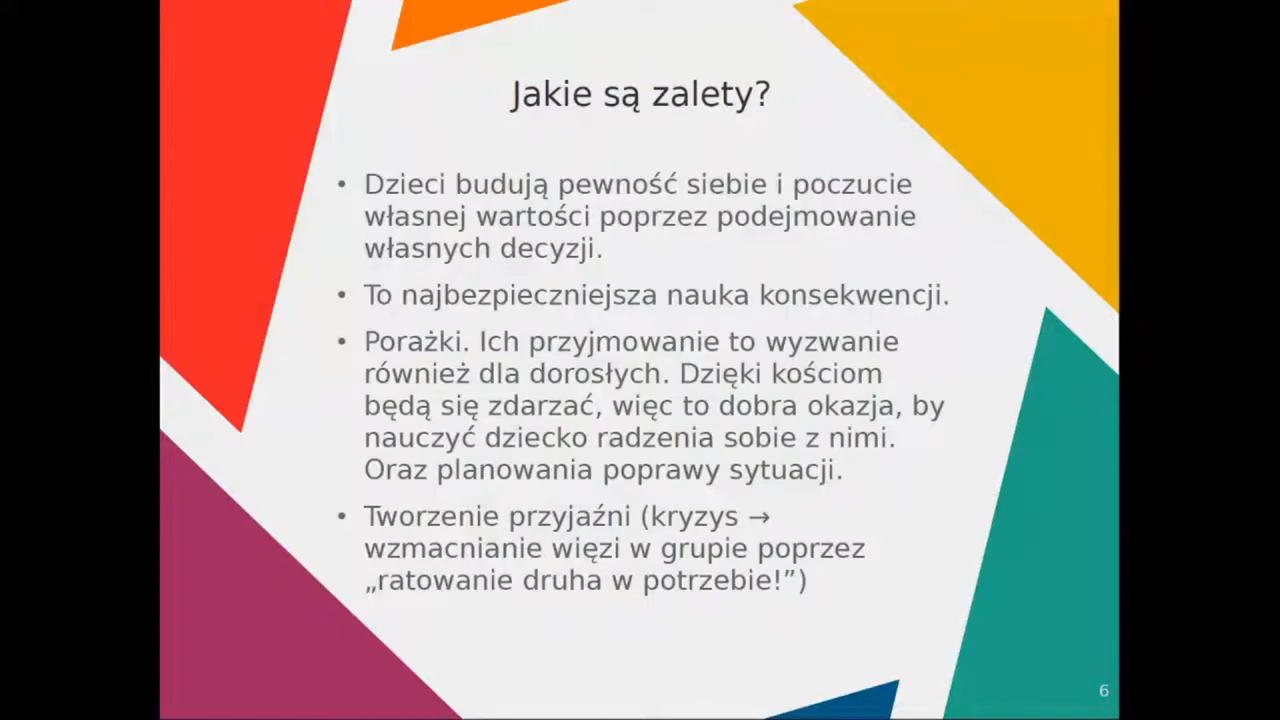 Jakie są zalety?
• Dzieci budują pewność siebie i poczucie
własnej wartości poprzez podejmowanie
własnych decyzji.
• To najbezpieczniejsza nauka konsekwencji.
• Porażki. Ich przyjmowanie to wyzwanie
również dla dorosłych. Dzięki kościom
będą się zdarzać, więc to dobra okazja, by
nauczyć dziecko radzenia sobie z nimi.
Oraz planowania poprawy sytuacji.
• Tworzenie przyjaźni (kryzys →
wzmacnianie więzi w grupie poprzez
„ratowanie druha w potrzebie!”)
6